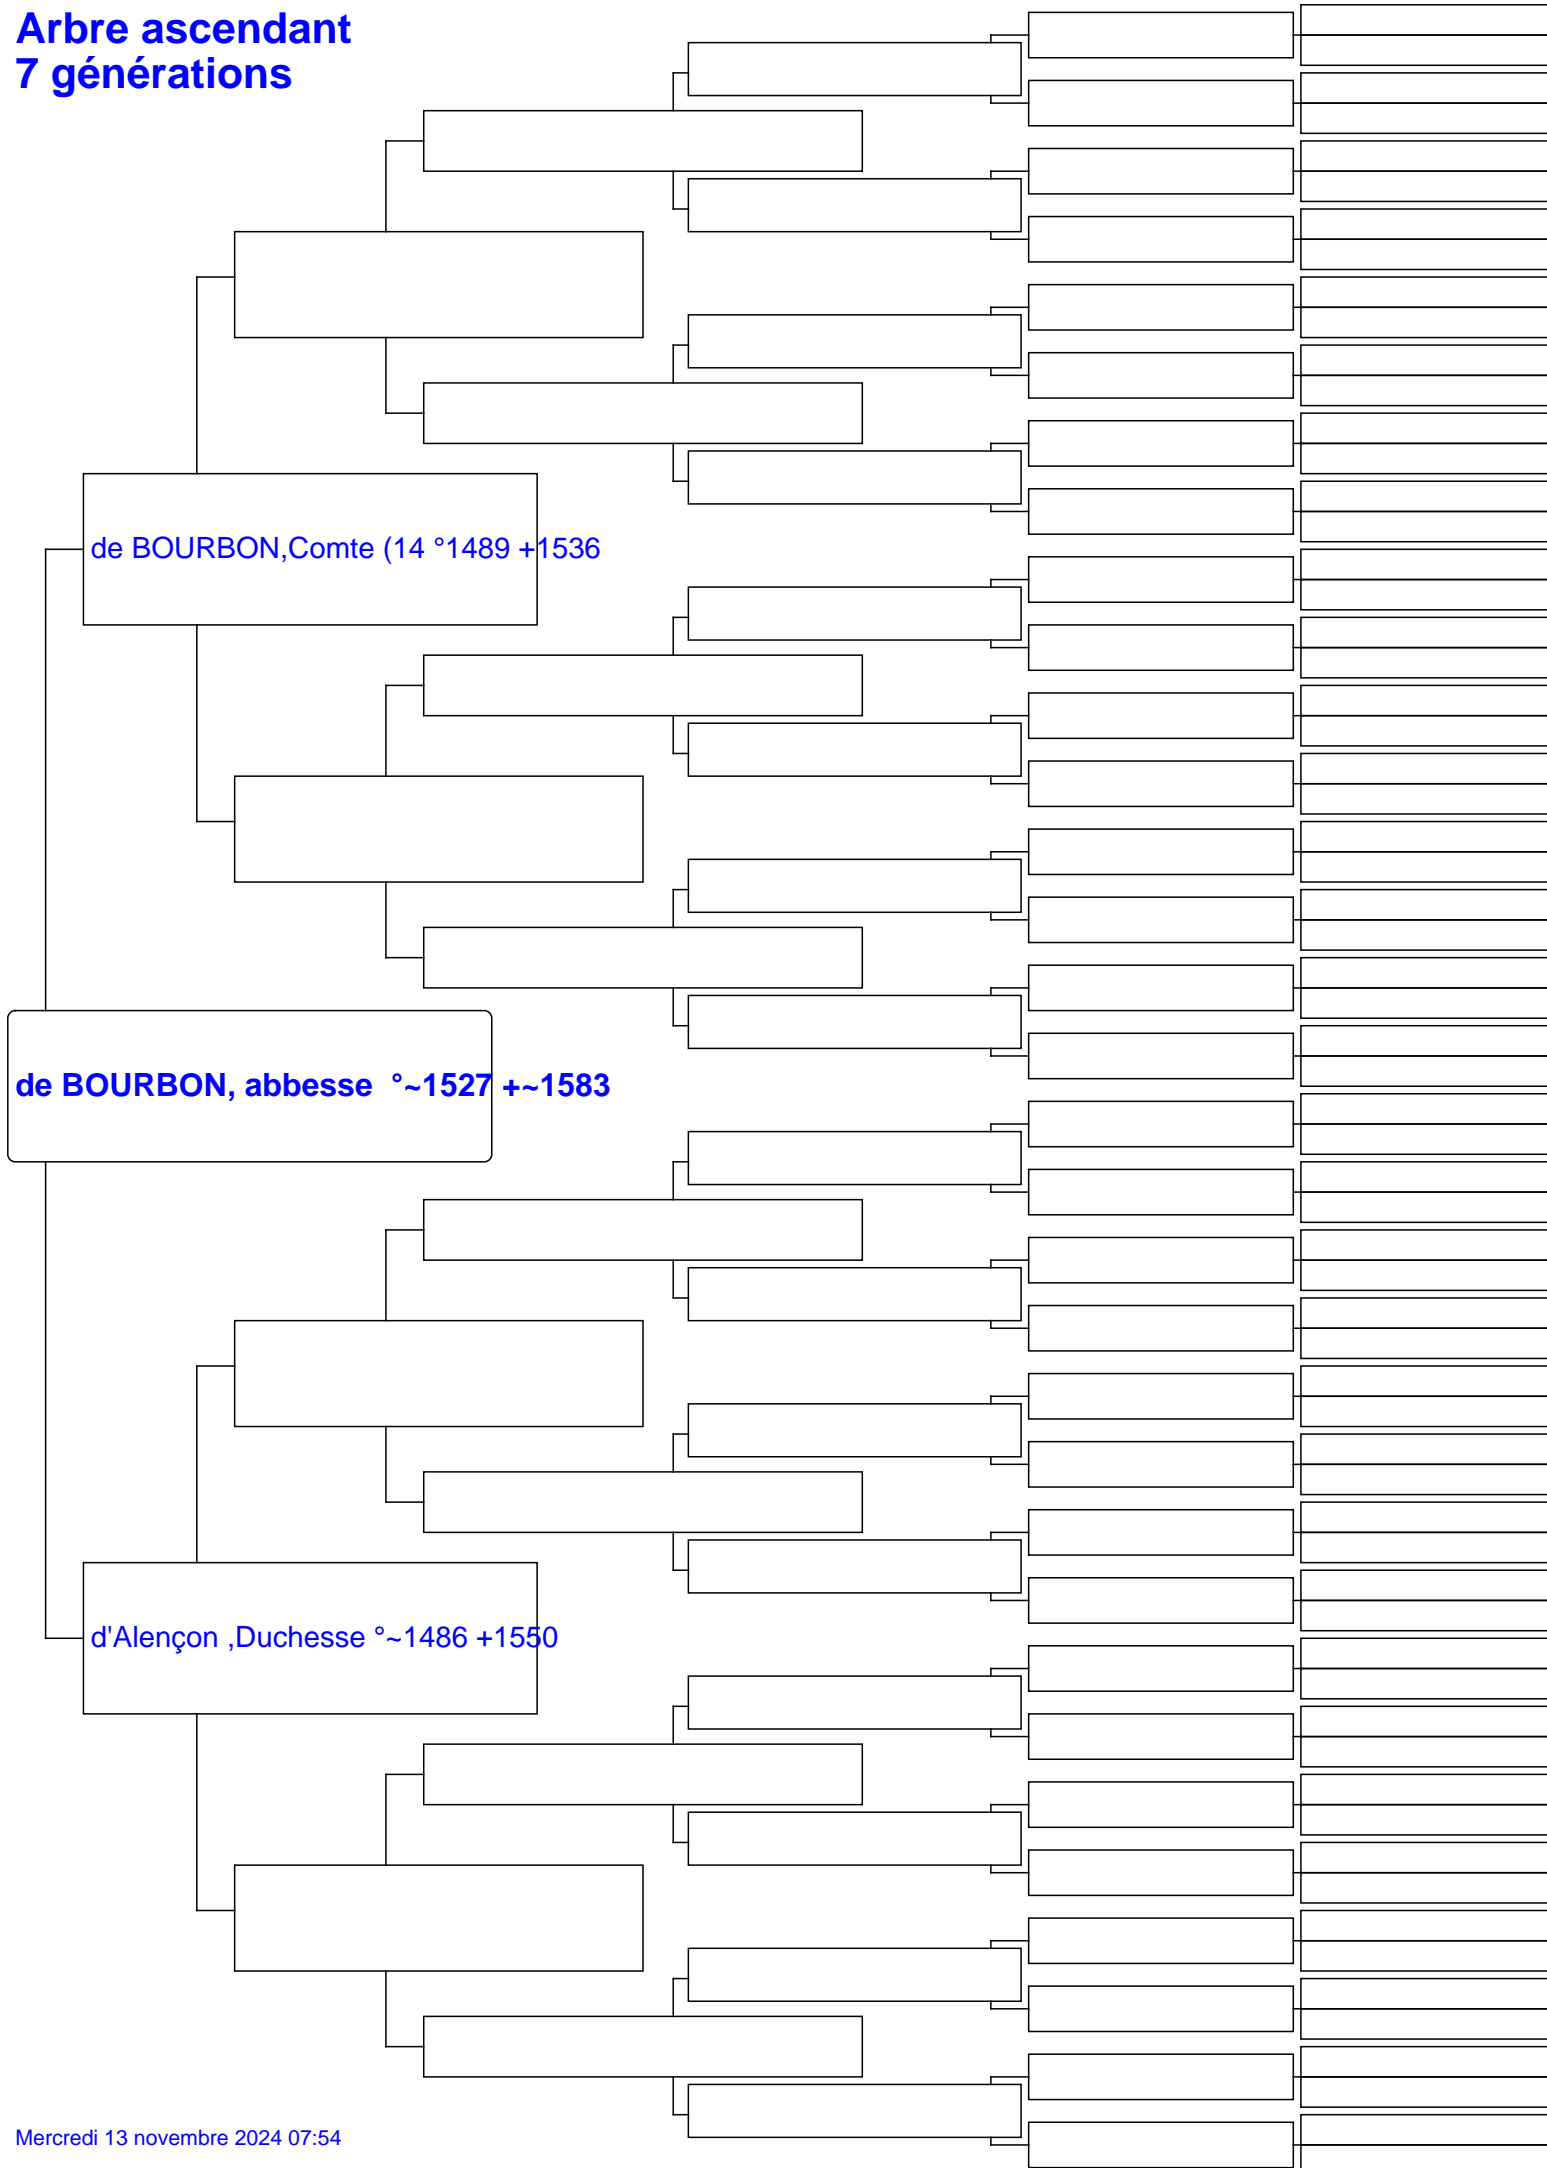 Arbre ascendant
7 générations
de BOURBON,Comte (14 °1489 +1536
de BOURBON, abbesse  °~1527 +~1583
d'Alençon ,Duchesse °~1486 +1550
Mercredi 13 novembre 2024 07:54